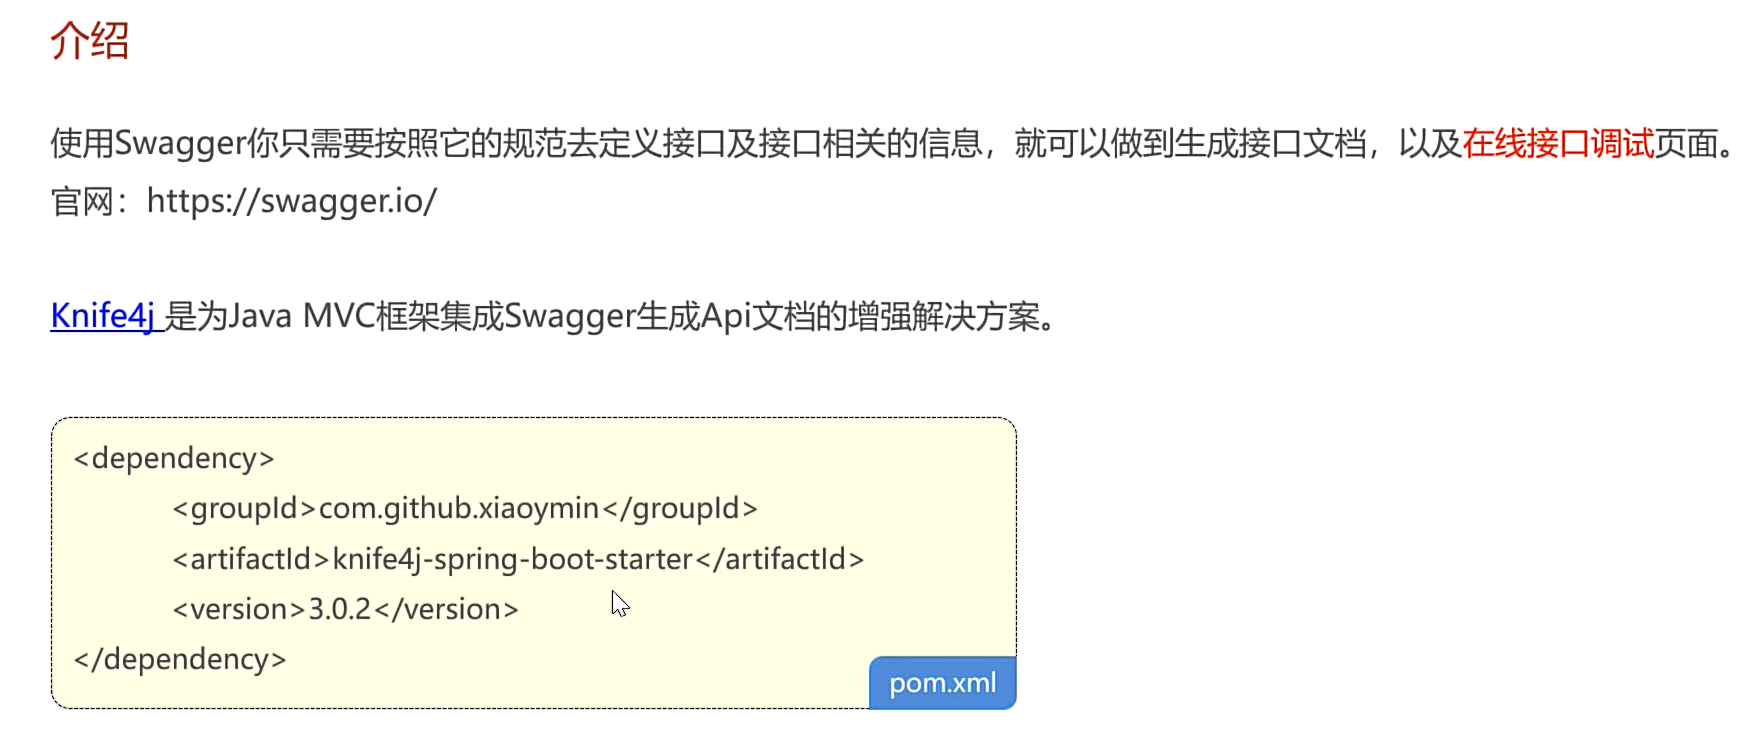 介绍
使用Swagger你只需要按照它的规范去定义接口及接口相关的信息，就可以做到生成接口文档，以及在线接口调试页面。
官网：https://swagger.io/
Knife4j 是为Java MVC框架集成Swagger生成Api文档的增强解决方案。
<dependency>
<groupId>com.github.xiaoymin</groupId>
<artifactId>knife4j-spring-boot-starter</artifactId>
<version>3.0.2</version>
</dependency>
pom.xml